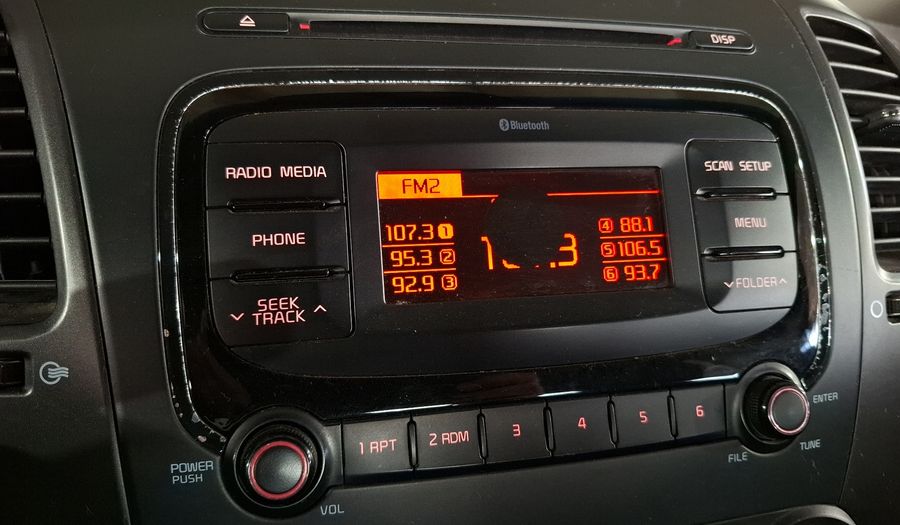 DISP
Bluetooth
RADIO MEDIA
SCAN SETUP
FM2
PHONE
MENU
107.3 1
95.3 2
92.9 3
4 88.1
5 106.5
6 93.7
SEEK
TRACK
FOLDER
1 RPT
2 RDM
3
4
5
6
POWER
PUSH
VOL
ENTER
TUNE
FILE